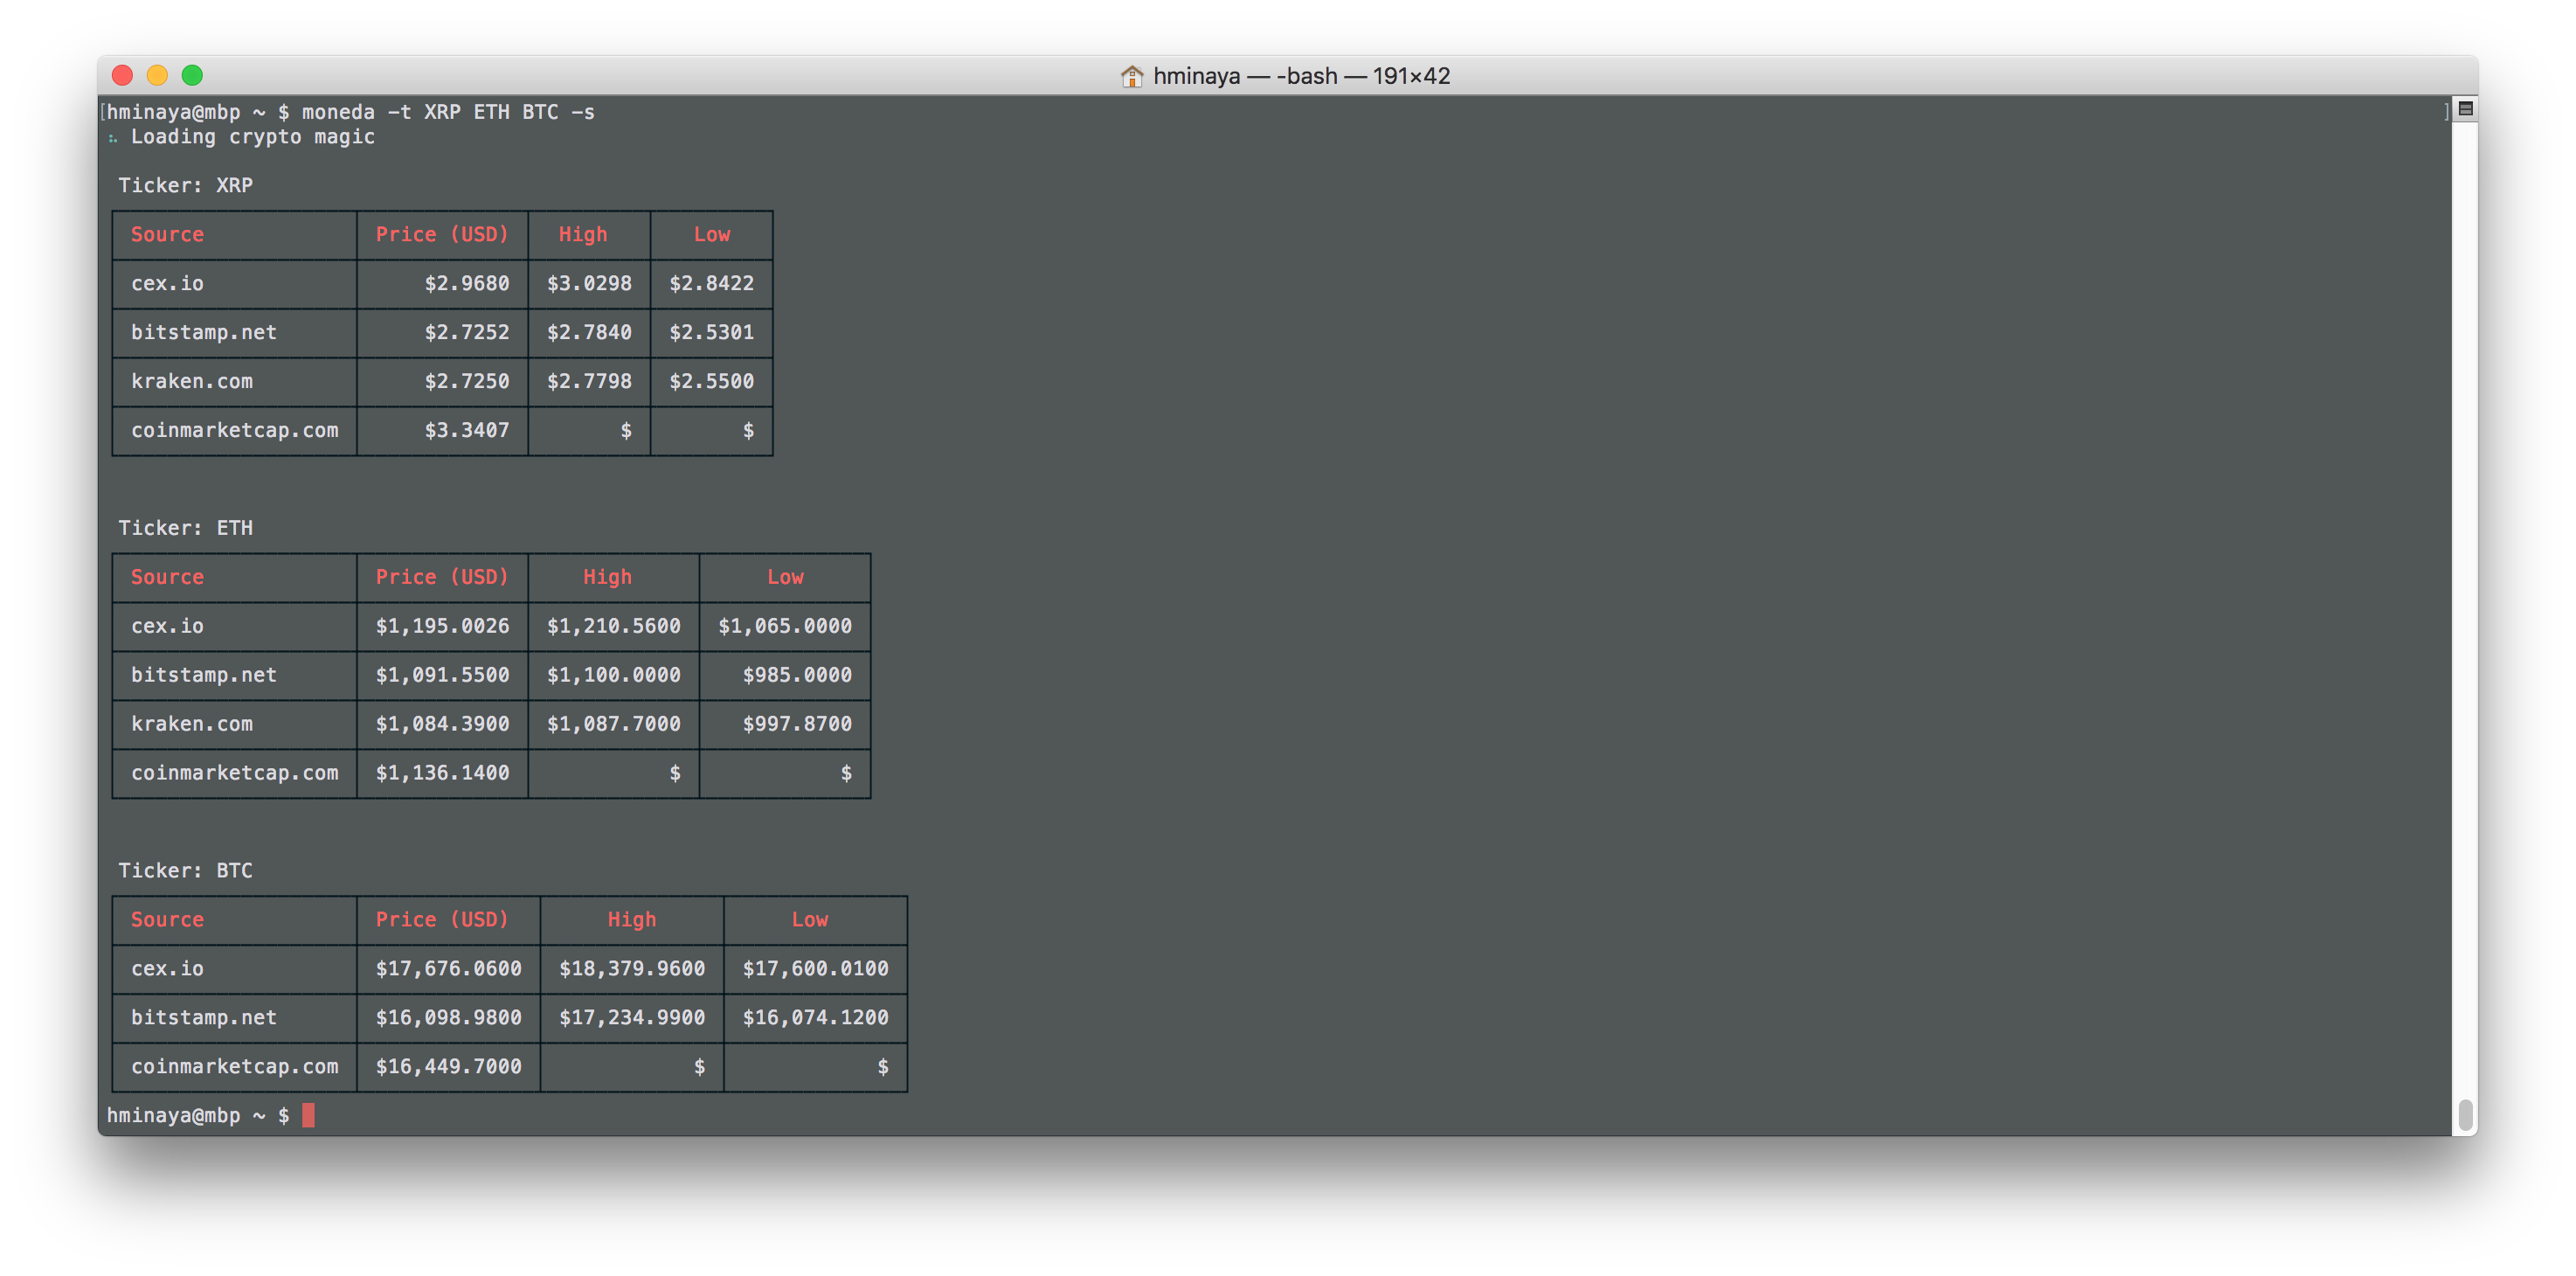 hminaya — -bash — 191×42
[hminaya@mbp ~ $ moneda -t XRP ETH BTC -s ]
Loading crypto magic
Ticker: XRP
Source Price (USD) High Low
cex.io $2.9680 $3.0298 $2.8422
bitstamp.net $2.7252 $2.7840 $2.5301
kraken.com $2.7250 $2.7798 $2.5500
coinmarketcap.com $3.3407 $ $
Ticker: ETH
Source Price (USD) High Low
cex.io $1,195.0026 $1,210.5600 $1,065.0000
bitstamp.net $1,091.5500 $1,100.0000 $985.0000
kraken.com $1,084.3900 $1,087.7000 $997.8700
coinmarketcap.com $1,136.1400 $ $
Ticker: BTC
Source Price (USD) High Low
cex.io $17,676.0600 $18,379.9600 $17,600.0100
bitstamp.net $16,098.9800 $17,234.9900 $16,074.1200
coinmarketcap.com $16,449.7000 $ $
hminaya@mbp ~ $